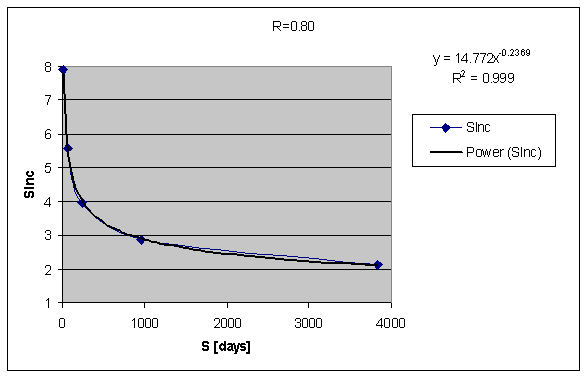 R=0.80
y = 14.772x^-0.2369
R² = 0.999
SInc
Power (SInc)
SInc
8
7
6
5
4
3
2
1
0 1000 2000 3000 4000
S [days]